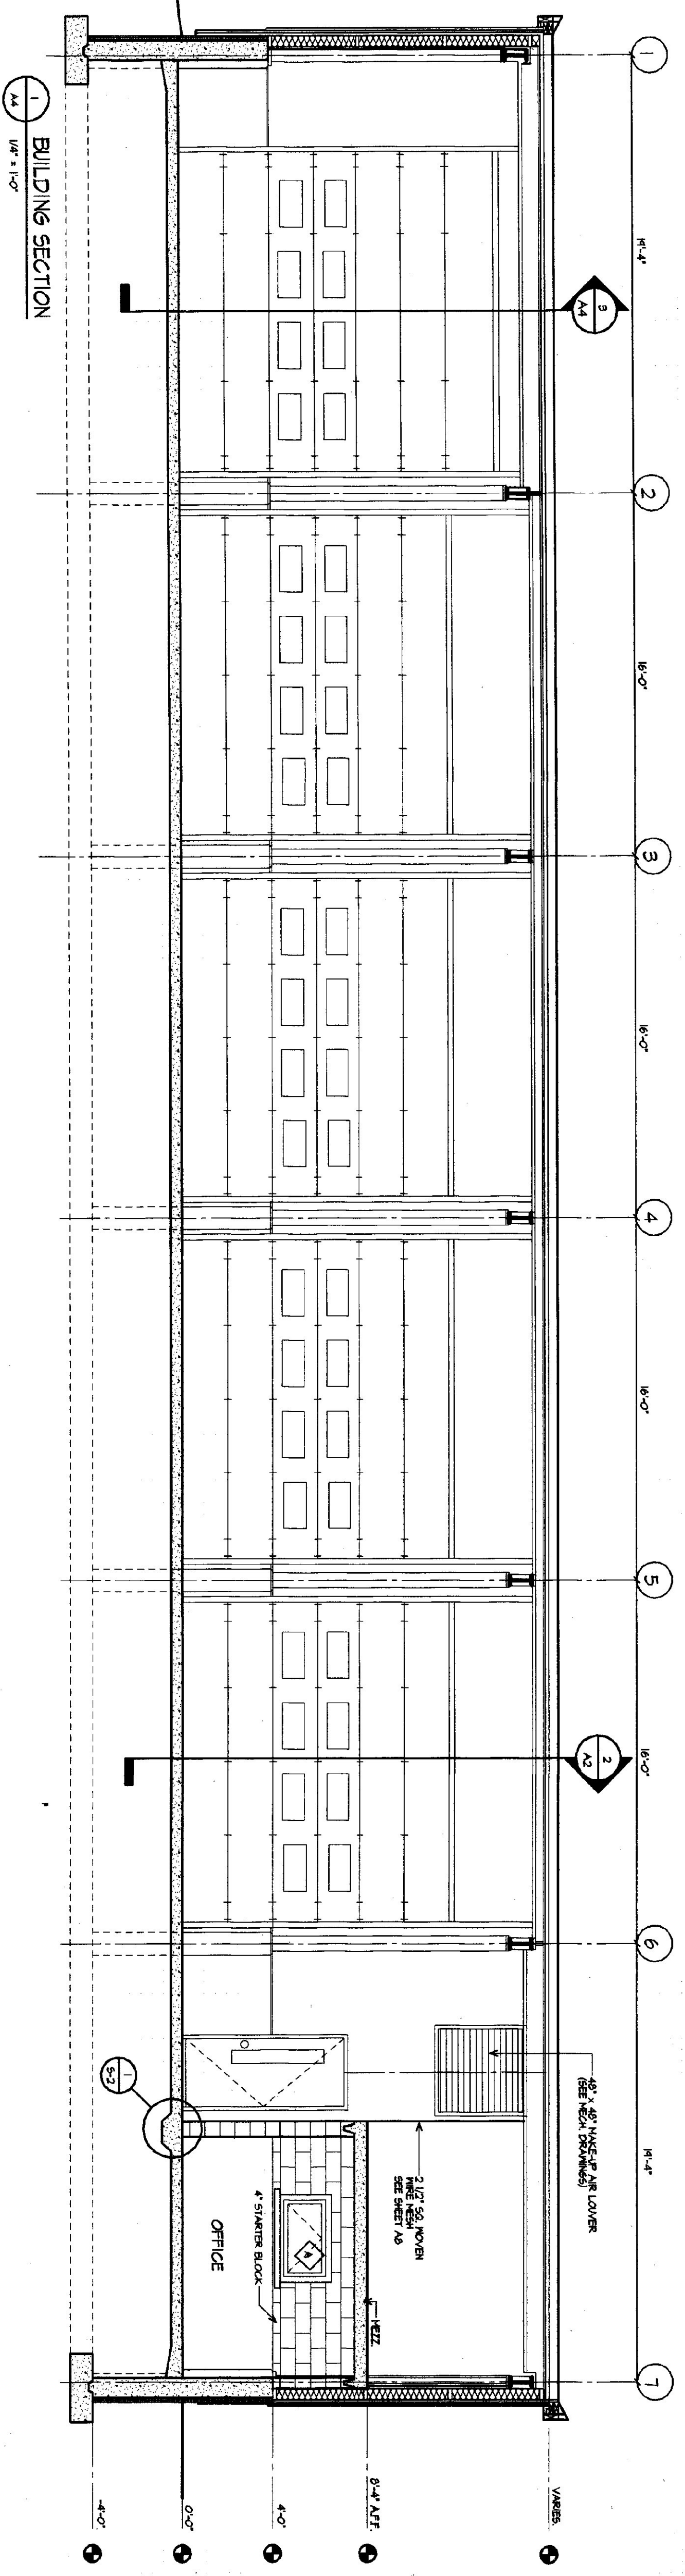 1
2
3
4
5
6
7
19'-4"
16'-0"
16'-0"
16'-0"
16'-0"
19'-4"
3
A4
2
A2
48" x 48" MAKE-UP AIR LOUVER
(SEE MECH. DRAWINGS)
2 1/2" SQ. WOVEN
WIRE MESH
SEE SHEET A8
MEZZ.
A
4" STARTER BLOCK
OFFICE
1
S-2
VARIES
8'-4" A.F.F.
4'-0"
0'-0"
-4'-0"
1
A4
BUILDING SECTION
1/4" = 1'-0"